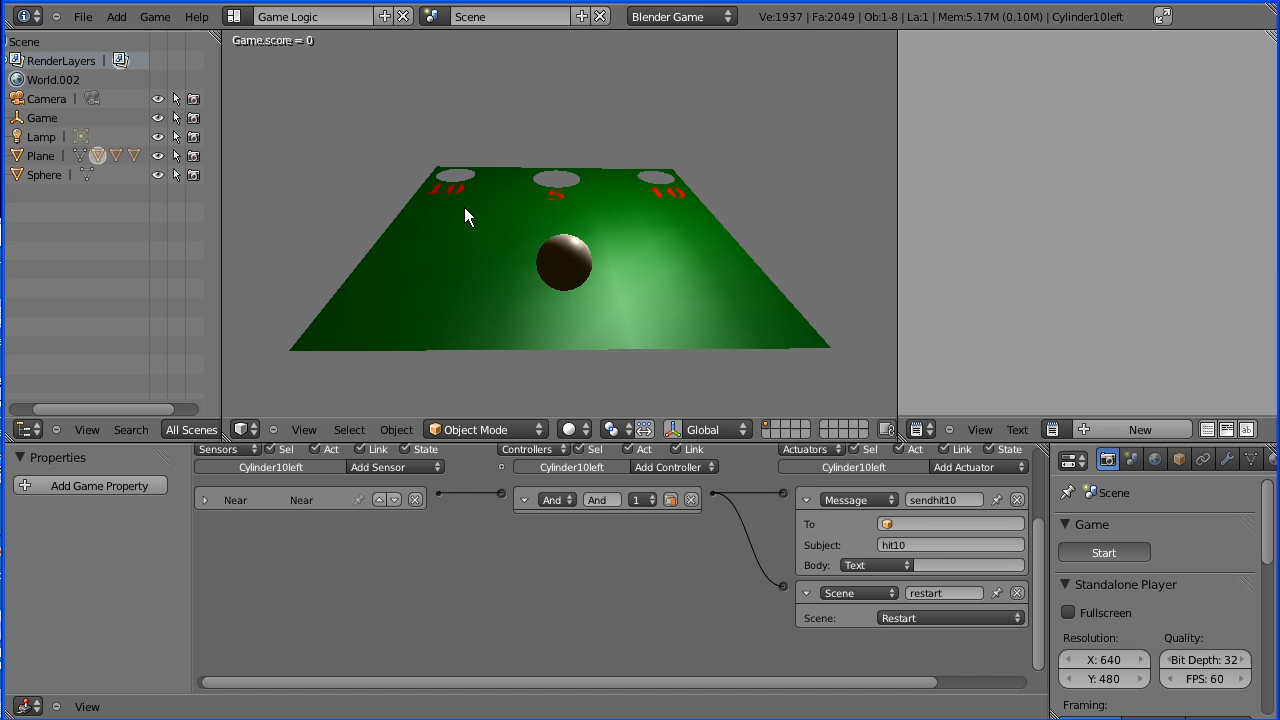 File Add Game Help Game Logic Scene Blender Game Ve:1937 | Fa:2049 | Ob:1-8 | La:1 | Mem:5.17M (0.10M) | Cylinder10left
Scene
RenderLayers |
World.002
Camera |
Game
Lamp |
Plane |
Sphere |
Game.score = 0
10 5 10
View Search All Scenes
View Select Object Object Mode Global
View Text New
Properties
Add Game Property
Sensors Sel Act Link State
Cylinder10left Add Sensor
Near Near
Controllers Sel Act Link
Cylinder10left Add Controller
And And 1
Actuators Sel Act Link State
Cylinder10left Add Actuator
Message sendhit10
To
Subject: hit10
Body: Text
Scene restart
Scene: Restart
View
Scene
Game
Start
Standalone Player
Fullscreen
Resolution: Quality:
X: 640 Bit Depth: 32
Y: 480 FPS: 60
Framing: